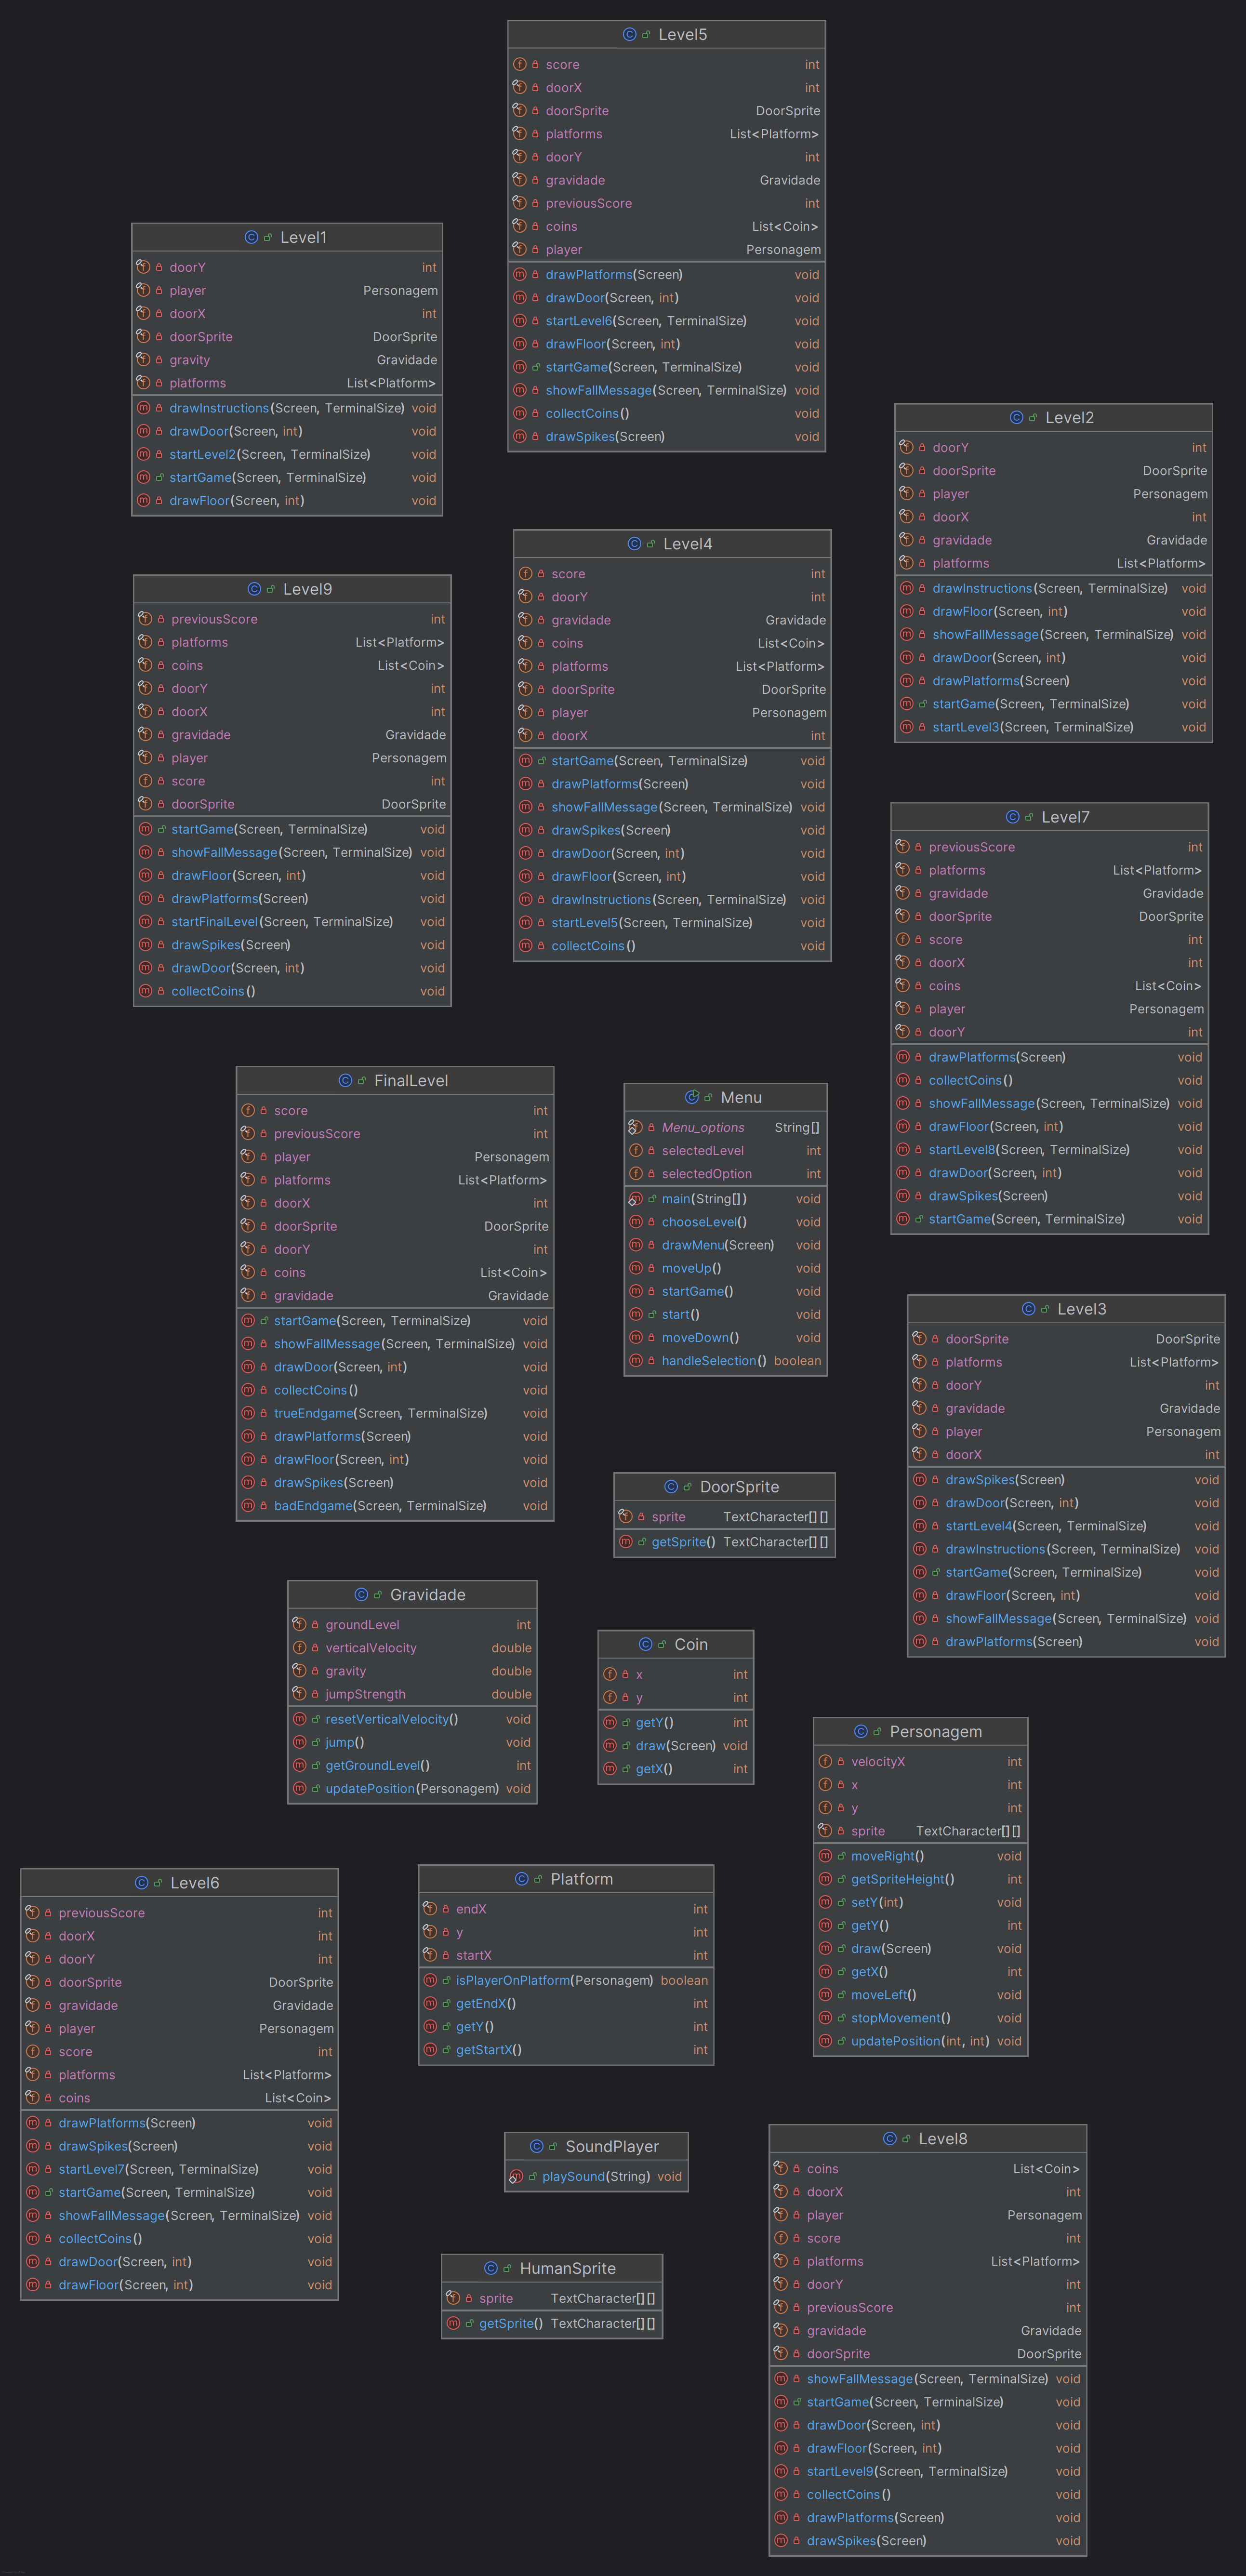 Level5
score int
doorX int
doorSprite DoorSprite
platforms List<Platform>
doorY int
gravidade Gravidade
previousScore int
coins List<Coin>
player Personagem
drawPlatforms(Screen) void
drawDoor(Screen, int) void
startLevel6(Screen, TerminalSize) void
drawFloor(Screen, int) void
startGame(Screen, TerminalSize) void
showFallMessage(Screen, TerminalSize) void
collectCoins() void
drawSpikes(Screen) void
Level1
doorY int
player Personagem
doorX int
doorSprite DoorSprite
gravity Gravidade
platforms List<Platform>
drawInstructions(Screen, TerminalSize) void
drawDoor(Screen, int) void
startLevel2(Screen, TerminalSize) void
startGame(Screen, TerminalSize) void
drawFloor(Screen, int) void
Level2
doorY int
doorSprite DoorSprite
player Personagem
doorX int
gravidade Gravidade
platforms List<Platform>
drawInstructions(Screen, TerminalSize) void
drawFloor(Screen, int) void
showFallMessage(Screen, TerminalSize) void
drawDoor(Screen, int) void
drawPlatforms(Screen) void
startGame(Screen, TerminalSize) void
startLevel3(Screen, TerminalSize) void
Level4
score int
doorY int
gravidade Gravidade
coins List<Coin>
platforms List<Platform>
doorSprite DoorSprite
player Personagem
doorX int
startGame(Screen, TerminalSize) void
drawPlatforms(Screen) void
showFallMessage(Screen, TerminalSize) void
drawSpikes(Screen) void
drawDoor(Screen, int) void
drawFloor(Screen, int) void
drawInstructions(Screen, TerminalSize) void
startLevel5(Screen, TerminalSize) void
collectCoins() void
Level9
previousScore int
platforms List<Platform>
coins List<Coin>
doorY int
doorX int
gravidade Gravidade
player Personagem
score int
doorSprite DoorSprite
startGame(Screen, TerminalSize) void
showFallMessage(Screen, TerminalSize) void
drawFloor(Screen, int) void
drawPlatforms(Screen) void
startFinalLevel(Screen, TerminalSize) void
drawSpikes(Screen) void
drawDoor(Screen, int) void
collectCoins() void
Level7
previousScore int
platforms List<Platform>
gravidade Gravidade
doorSprite DoorSprite
score int
doorX int
coins List<Coin>
player Personagem
doorY int
drawPlatforms(Screen) void
collectCoins() void
showFallMessage(Screen, TerminalSize) void
drawFloor(Screen, int) void
startLevel8(Screen, TerminalSize) void
drawDoor(Screen, int) void
drawSpikes(Screen) void
startGame(Screen, TerminalSize) void
FinalLevel
score int
previousScore int
player Personagem
platforms List<Platform>
doorX int
doorSprite DoorSprite
doorY int
coins List<Coin>
gravidade Gravidade
startGame(Screen, TerminalSize) void
showFallMessage(Screen, TerminalSize) void
drawDoor(Screen, int) void
collectCoins() void
trueEndgame(Screen, TerminalSize) void
drawPlatforms(Screen) void
drawFloor(Screen, int) void
drawSpikes(Screen) void
badEndgame(Screen, TerminalSize) void
Menu
Menu_options String[]
selectedLevel int
selectedOption int
main(String[]) void
chooseLevel() void
drawMenu(Screen) void
moveUp() void
startGame() void
start() void
moveDown() void
handleSelection() boolean
Level3
doorSprite DoorSprite
platforms List<Platform>
doorY int
gravidade Gravidade
player Personagem
doorX int
drawSpikes(Screen) void
drawDoor(Screen, int) void
startLevel4(Screen, TerminalSize) void
drawInstructions(Screen, TerminalSize) void
startGame(Screen, TerminalSize) void
drawFloor(Screen, int) void
showFallMessage(Screen, TerminalSize) void
drawPlatforms(Screen) void
DoorSprite
sprite TextCharacter[][]
getSprite() TextCharacter[][]
Gravidade
groundLevel int
verticalVelocity double
gravity double
jumpStrength double
resetVerticalVelocity() void
jump() void
getGroundLevel() int
updatePosition(Personagem) void
Coin
x int
y int
getY() int
draw(Screen) void
getX() int
Personagem
velocityX int
x int
y int
sprite TextCharacter[][]
moveRight() void
getSpriteHeight() int
setY(int) void
getY() int
draw(Screen) void
getX() int
moveLeft() void
stopMovement() void
updatePosition(int, int) void
Level6
previousScore int
doorX int
doorY int
doorSprite DoorSprite
gravidade Gravidade
player Personagem
score int
platforms List<Platform>
coins List<Coin>
drawPlatforms(Screen) void
drawSpikes(Screen) void
startLevel7(Screen, TerminalSize) void
startGame(Screen, TerminalSize) void
showFallMessage(Screen, TerminalSize) void
collectCoins() void
drawDoor(Screen, int) void
drawFloor(Screen, int) void
Platform
endX int
y int
startX int
isPlayerOnPlatform(Personagem) boolean
getEndX() int
getY() int
getStartX() int
SoundPlayer
playSound(String) void
HumanSprite
sprite TextCharacter[][]
getSprite() TextCharacter[][]
Level8
coins List<Coin>
doorX int
player Personagem
score int
platforms List<Platform>
doorY int
previousScore int
gravidade Gravidade
doorSprite DoorSprite
showFallMessage(Screen, TerminalSize) void
startGame(Screen, TerminalSize) void
drawDoor(Screen, int) void
drawFloor(Screen, int) void
startLevel9(Screen, TerminalSize) void
collectCoins() void
drawPlatforms(Screen) void
drawSpikes(Screen) void